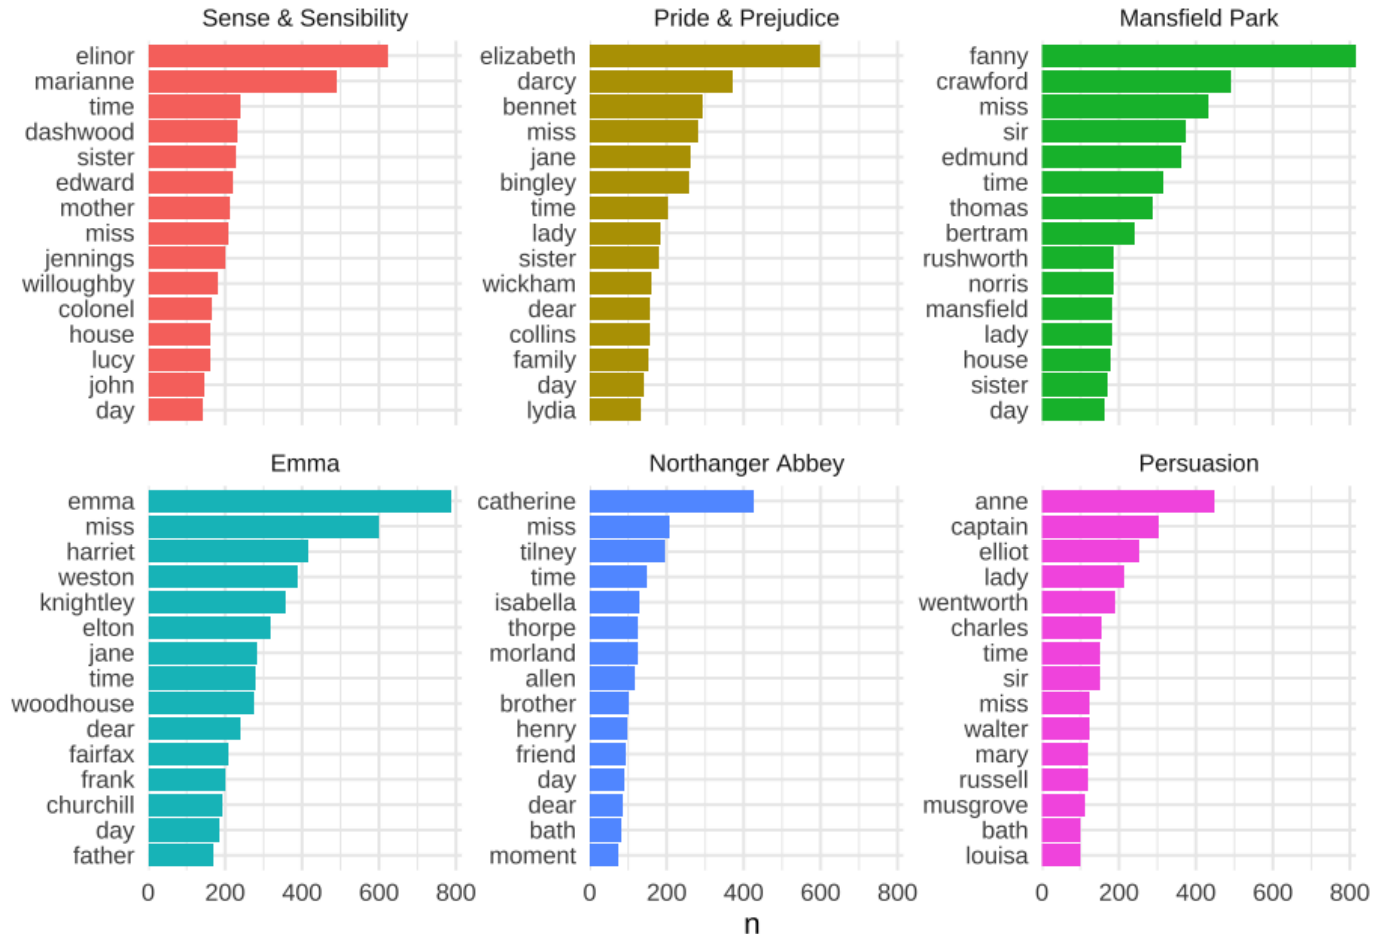 Sense & Sensibility
elinor
marianne
time
dashwood
sister
edward
mother
miss
jennings
willoughby
colonel
house
lucy
john
day
Pride & Prejudice
elizabeth
darcy
bennet
miss
jane
bingley
time
lady
sister
wickham
dear
collins
family
day
lydia
Mansfield Park
fanny
crawford
miss
sir
edmund
time
thomas
bertram
rushworth
norris
mansfield
lady
house
sister
day
Emma
emma
miss
harriet
weston
knightley
elton
jane
time
woodhouse
dear
fairfax
frank
churchill
day
father
0 200 400 600 800
Northanger Abbey
catherine
miss
tilney
time
isabella
thorpe
morland
allen
brother
henry
friend
day
dear
bath
moment
0 200 400 600 800
Persuasion
anne
captain
elliot
lady
wentworth
charles
time
sir
miss
walter
mary
russell
musgrove
bath
louisa
0 200 400 600 800
n